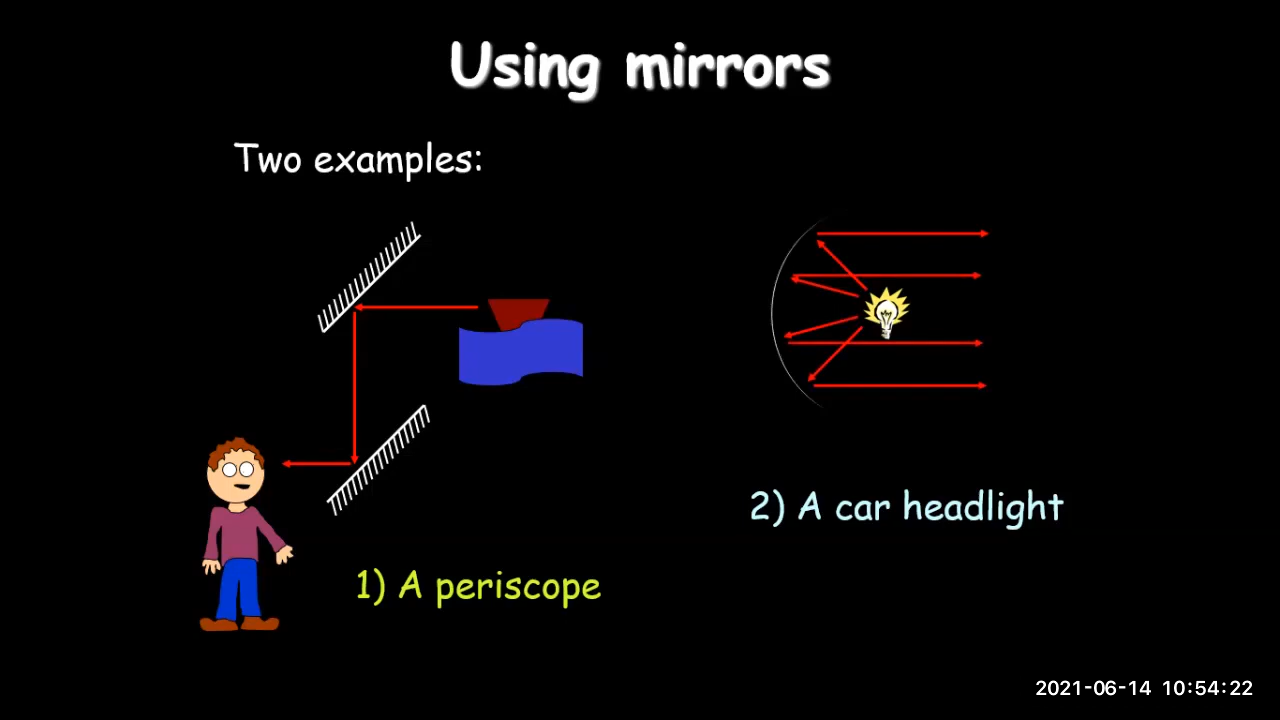 Using mirrors
Two examples:
2) A car headlight
1) A periscope
2021-06-14 10:54:22